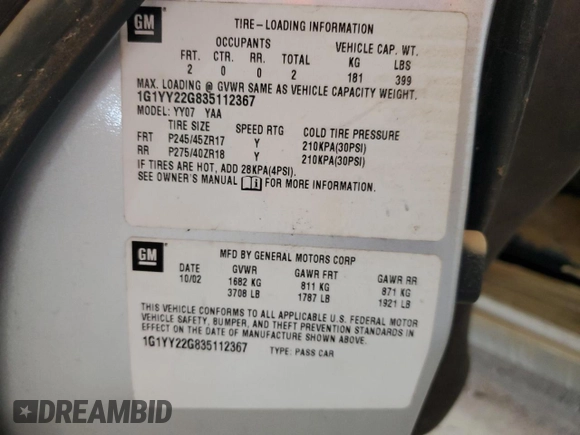 GM
TIRE-LOADING INFORMATION
OCCUPANTS VEHICLE CAP. WT.
FRT. CTR. RR. TOTAL KG LBS
2 0 0 2 181 399
MAX. LOADING @ GVWR SAME AS VEHICLE CAPACITY WEIGHT.
1G1YY22G835112367
MODEL: YY07 YAA
TIRE SIZE SPEED RTG COLD TIRE PRESSURE
FRT P245/45ZR17 Y 210KPA(30PSI)
RR P275/40ZR18 Y 210KPA(30PSI)
IF TIRES ARE HOT, ADD 28KPA(4PSI).
SEE OWNER'S MANUAL FOR MORE INFORMATION.
GM
MFD BY GENERAL MOTORS CORP
DATE GVWR GAWR FRT GAWR RR
10/02 1682 KG 811 KG 871 KG
3708 LB 1787 LB 1921 LB
THIS VEHICLE CONFORMS TO ALL APPLICABLE U.S. FEDERAL MOTOR
VEHICLE SAFETY, BUMPER, AND THEFT PREVENTION STANDARDS IN
EFFECT ON THE DATE OF MANUFACTURE SHOWN ABOVE.
1G1YY22G835112367 TYPE: PASS CAR
DREAMBID